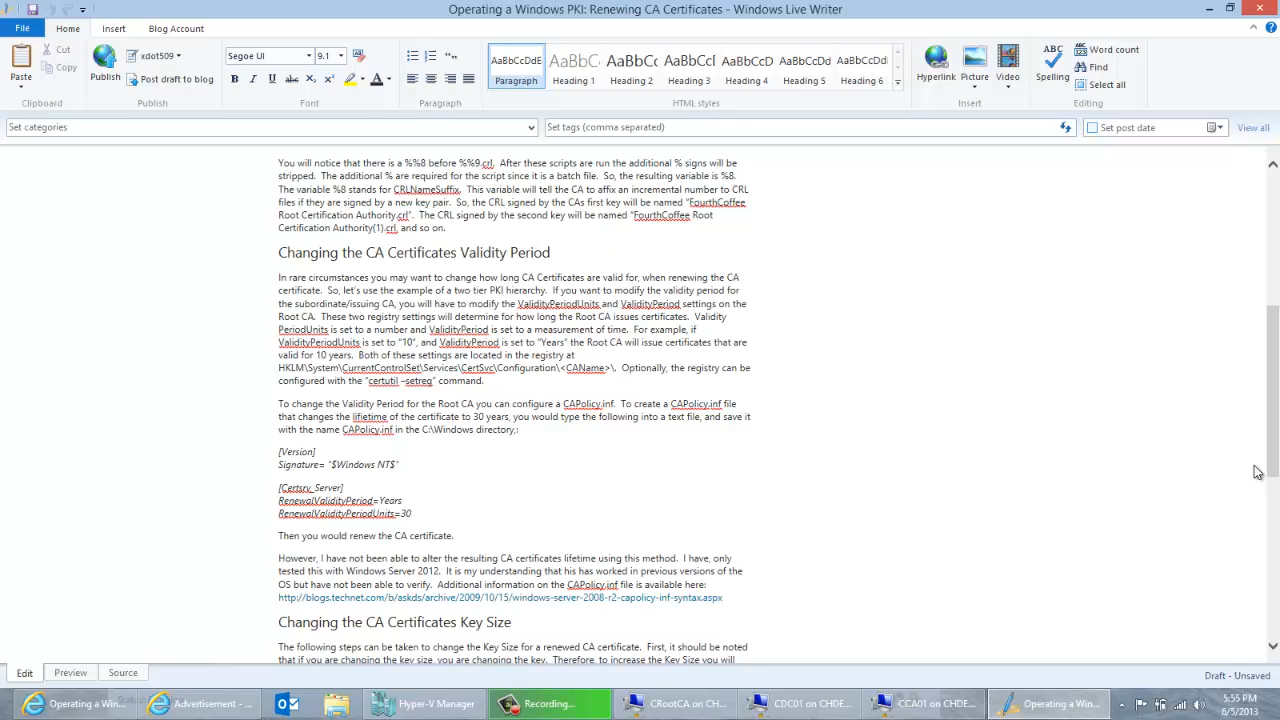 Operating a Windows PKI: Renewing CA Certificates - Windows Live Writer
File Home Insert Blog Account
Paste Cut Copy Clipboard
Publish xdot509 Post draft to blog Publish
Segoe UI 9.1
B I U abc X₂ X² A Font
Paragraph
AaBbCcDdE AaBbC AaBbCc AaBbCcI AaBbCcD AaBbCcDd AaBbCcDd
Paragraph Heading 1 Heading 2 Heading 3 Heading 4 Heading 5 Heading 6
HTML styles
Hyperlink Picture Video Insert
ABC Spelling Word count Find Select all Editing
Set categories Set tags (comma separated) Set post date View all
You will notice that there is a %%8 before %%9.crl. After these scripts are run the additional % signs will be
stripped. The additional % are required for the script since it is a batch file. So, the resulting variable is %8.
The variable %8 stands for CRLNameSuffix. This variable will tell the CA to affix an incremental number to CRL
files if they are signed by a new key pair. So, the CRL signed by the CAs first key will be named "FourthCoffee
Root Certification Authority.crl". The CRL signed by the second key will be named "FourthCoffee Root
Certification Authority(1).crl, and so on.
Changing the CA Certificates Validity Period
In rare circumstances you may want to change how long CA Certificates are valid for, when renewing the CA
certificate. So, let's use the example of a two tier PKI hierarchy. If you want to modify the validity period for
the subordinate/issuing CA, you will have to modify the ValidityPeriodUnits and ValidityPeriod settings on the
Root CA. These two registry settings will determine for how long the Root CA issues certificates. Validity
PeriodUnits is set to a number and ValidityPeriod is set to a measurement of time. For example, if
ValidityPeriodUnits is set to "10", and ValidityPeriod is set to "Years" the Root CA will issue certificates that are
valid for 10 years. Both of these settings are located in the registry at
HKLM\System\CurrentControlSet\Services\CertSvc\Configuration\<CAName>\. Optionally, the registry can be
configured with the "certutil –setreg" command.
To change the Validity Period for the Root CA you can configure a CAPolicy.inf. To create a CAPolicy.inf file
that changes the lifietime of the certificate to 30 years, you would type the following into a text file, and save it
with the name CAPolicy.inf in the C:\Windows directory,:
[Version]
Signature= "$Windows NT$"
[Certsrv_Server]
RenewalValidityPeriod=Years
RenewalValidityPeriodUnits=30
Then you would renew the CA certificate.
However, I have not been able to alter the resulting CA certificates lifetime using this method. I have, only
tested this with Windows Server 2012. It is my understanding that his has worked in previous versions of the
OS but have not been able to verify. Additional information on the CAPolicy.inf file is available here:
http://blogs.technet.com/b/askds/archive/2009/10/15/windows-server-2008-r2-capolicy-inf-syntax.aspx
Changing the CA Certificates Key Size
The following steps can be taken to change the Key Size for a renewed CA certificate. First, it should be noted
that if you are changing the key size, you are changing the key. Therefore, to increase the Key Size you will
Edit Preview Source Draft - Unsaved
Operating a Win... Advertisement - ... Hyper-V Manager Recording... CRootCA on CH... CDC01 on CHDE... CCA01 on CHDE... Operating a Win... 5:55 PM
6/5/2013